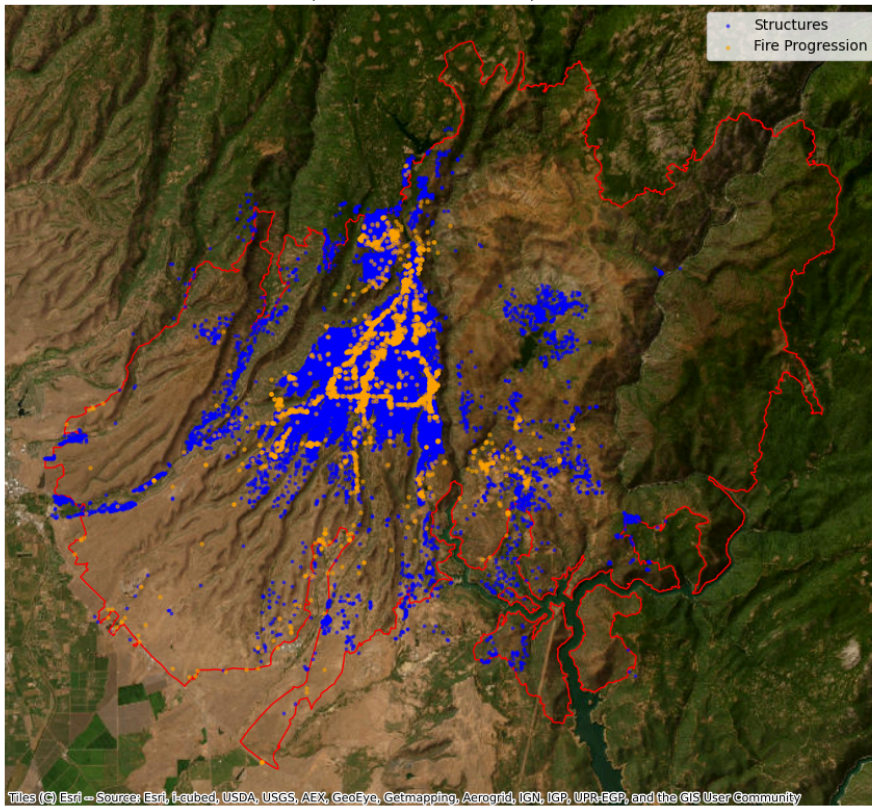 Structures
Fire Progression
Tiles (C) Esri -- Source: Esri, i-cubed, USDA, USGS, AEX, GeoEye, Getmapping, Aerogrid, IGN, IGP, UPR-EGP, and the GIS User Community